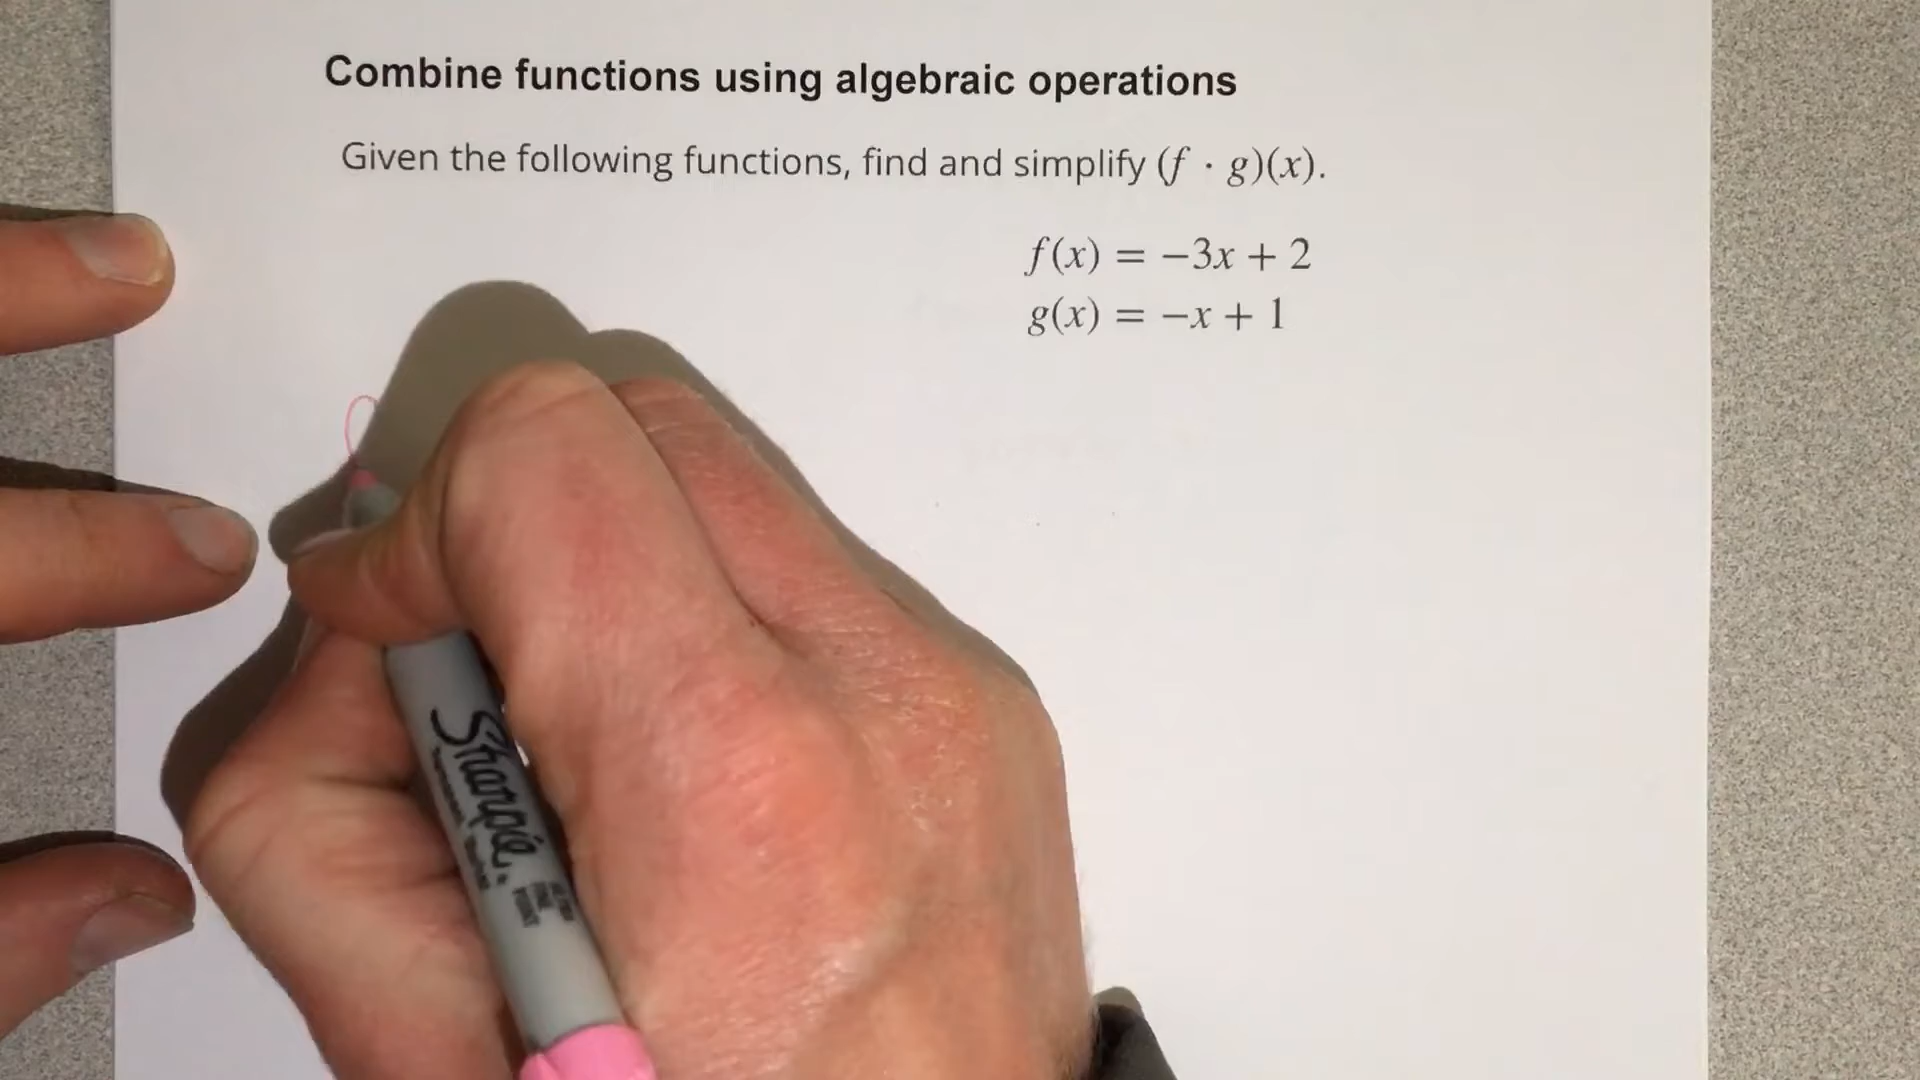 Combine functions using algebraic operations
Given the following functions, find and simplify (f · g)(x).
f(x) = −3x + 2
g(x) = −x + 1
Sharpie